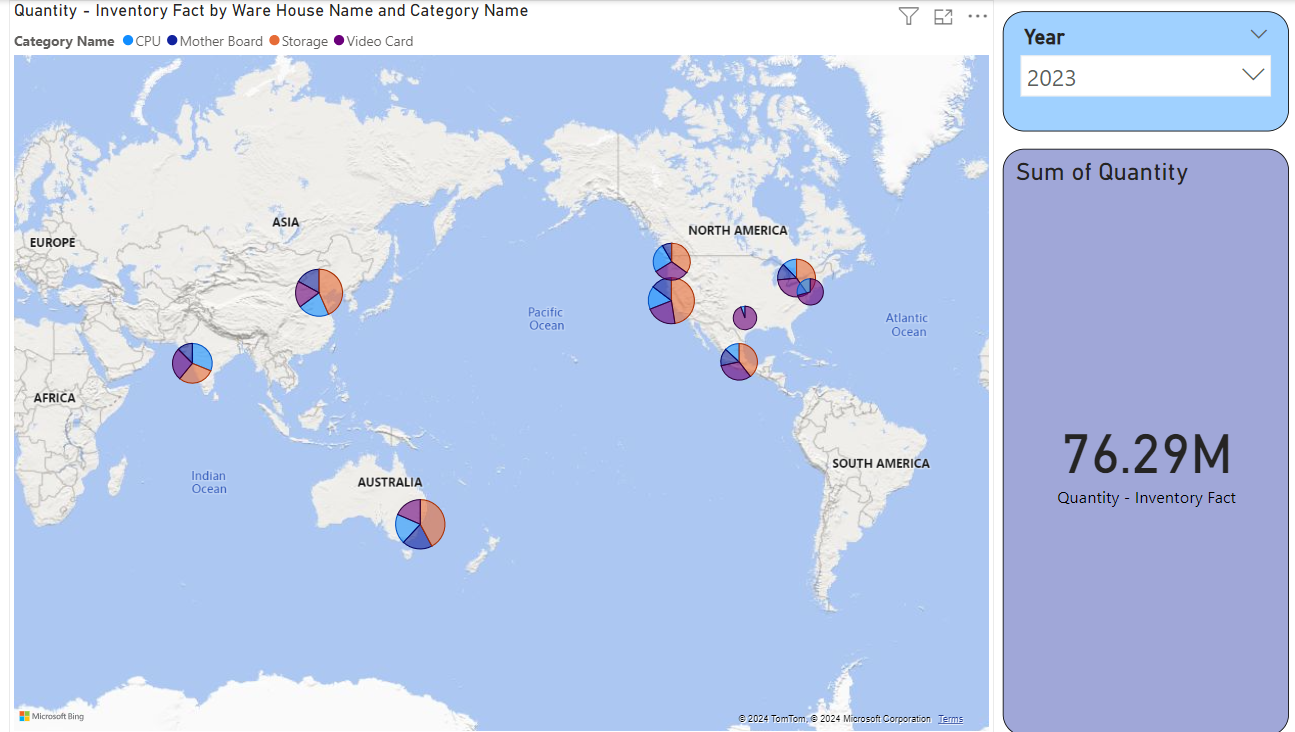 Quantity - Inventory Fact by Ware House Name and Category Name
Category Name CPU Mother Board Storage Video Card
Year
2023
Sum of Quantity
76.29M
Quantity - Inventory Fact
ASIA
EUROPE
NORTH AMERICA
Pacific
Ocean
Atlantic
Ocean
AFRICA
SOUTH AMERICA
Indian
Ocean
AUSTRALIA
Microsoft Bing
© 2024 TomTom, © 2024 Microsoft Corporation Terms